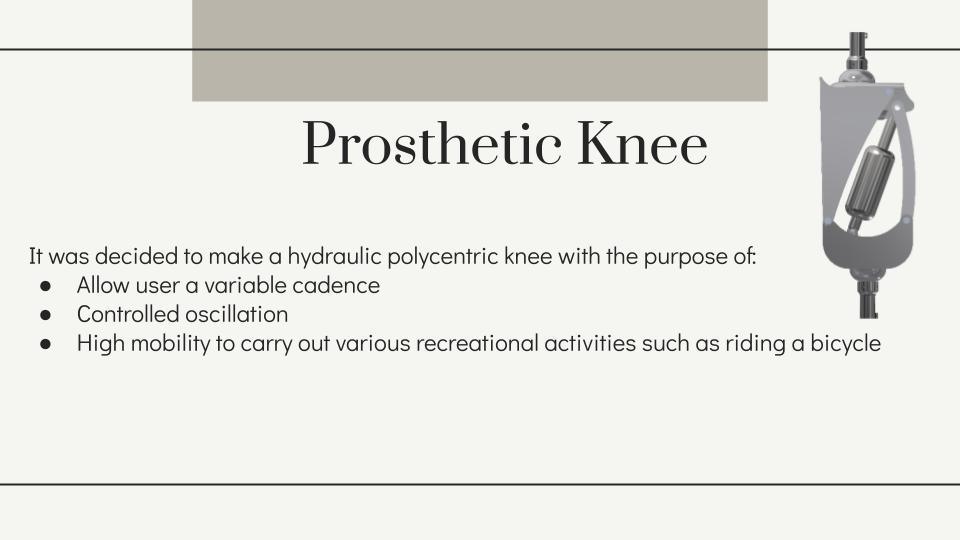 Prosthetic Knee
It was decided to make a hydraulic polycentric knee with the purpose of:
● Allow user a variable cadence
● Controlled oscillation
● High mobility to carry out various recreational activities such as riding a bicycle